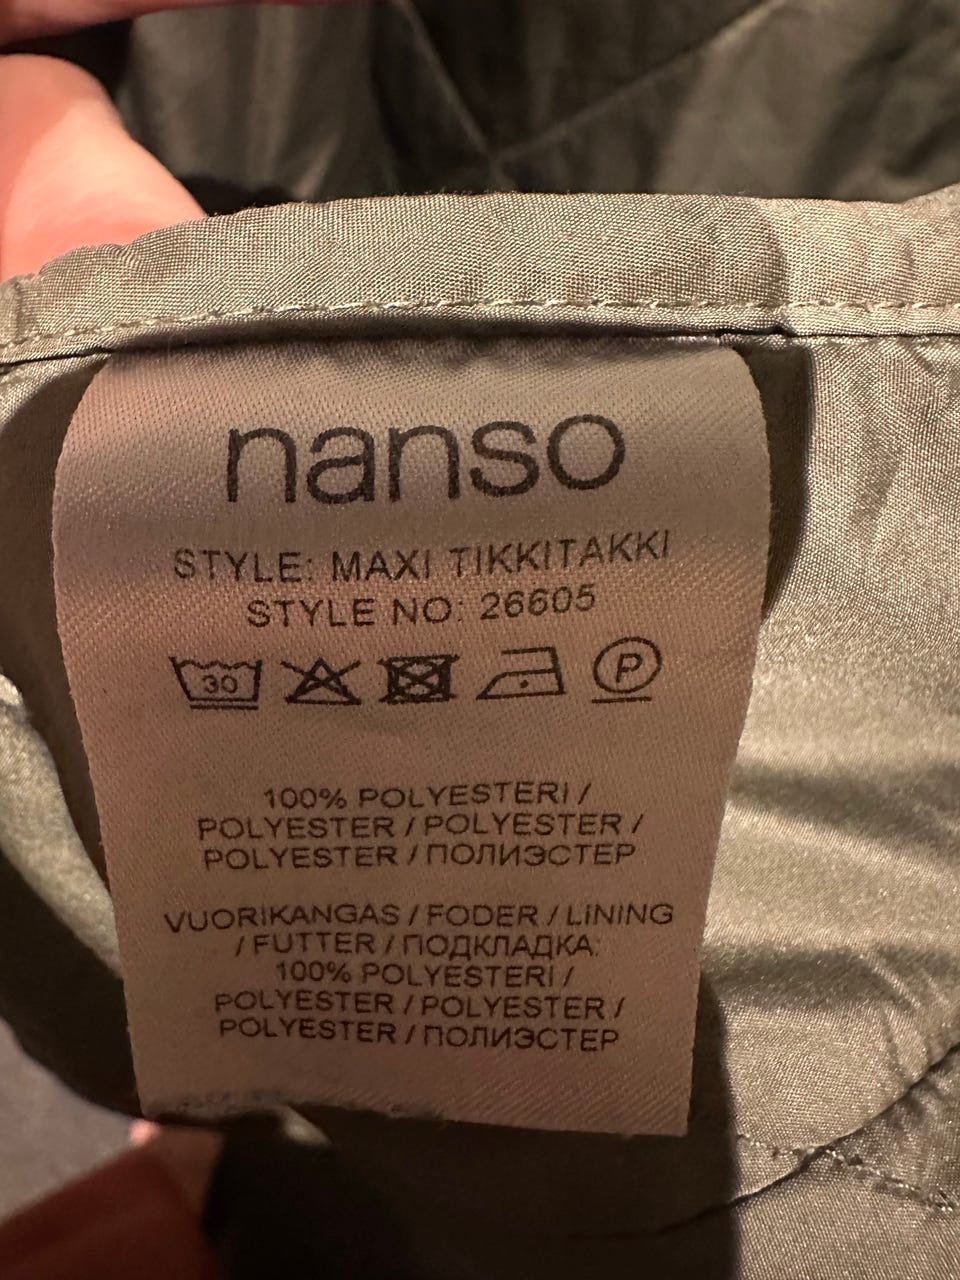 nanso
STYLE: MAXI TIKKITAKKI
STYLE NO: 26605
30 P
100% POLYESTERI /
POLYESTER / POLYESTER /
POLYESTER / ПОЛИЭСТЕР
VUORIKANGAS / FODER / LINING
/ FUTTER / ПОДКЛАДКА:
100% POLYESTERI /
POLYESTER / POLYESTER /
POLYESTER / ПОЛИЭСТЕР